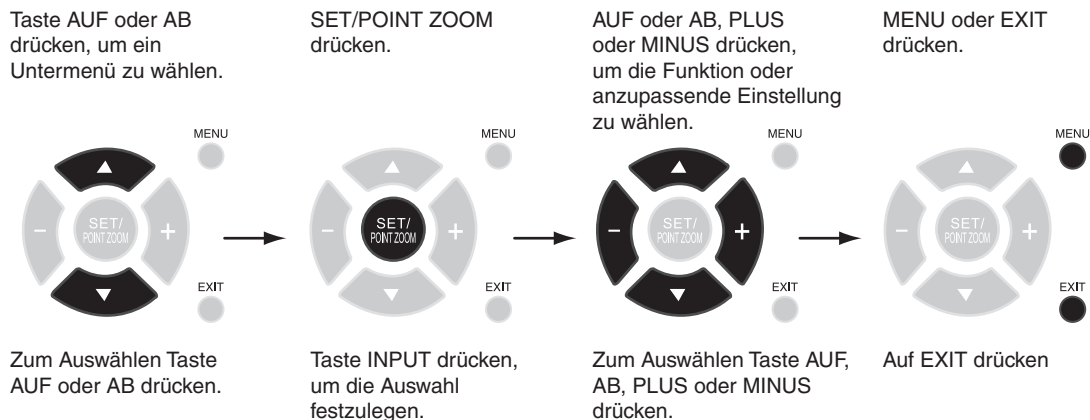 Taste AUF oder AB
drücken, um ein
Untermenü zu wählen.
MENU
SET/
POINT ZOOM
-
+
EXIT
Zum Auswählen Taste
AUF oder AB drücken.
SET/POINT ZOOM
drücken.
MENU
SET/
POINT ZOOM
-
+
EXIT
Taste INPUT drücken,
um die Auswahl
festzulegen.
AUF oder AB, PLUS
oder MINUS drücken,
um die Funktion oder
anzupassende Einstellung
zu wählen.
MENU
SET/
POINT ZOOM
-
+
EXIT
Zum Auswählen Taste AUF,
AB, PLUS oder MINUS
drücken.
MENU oder EXIT
drücken.
MENU
SET/
POINT ZOOM
-
+
EXIT
Auf EXIT drücken